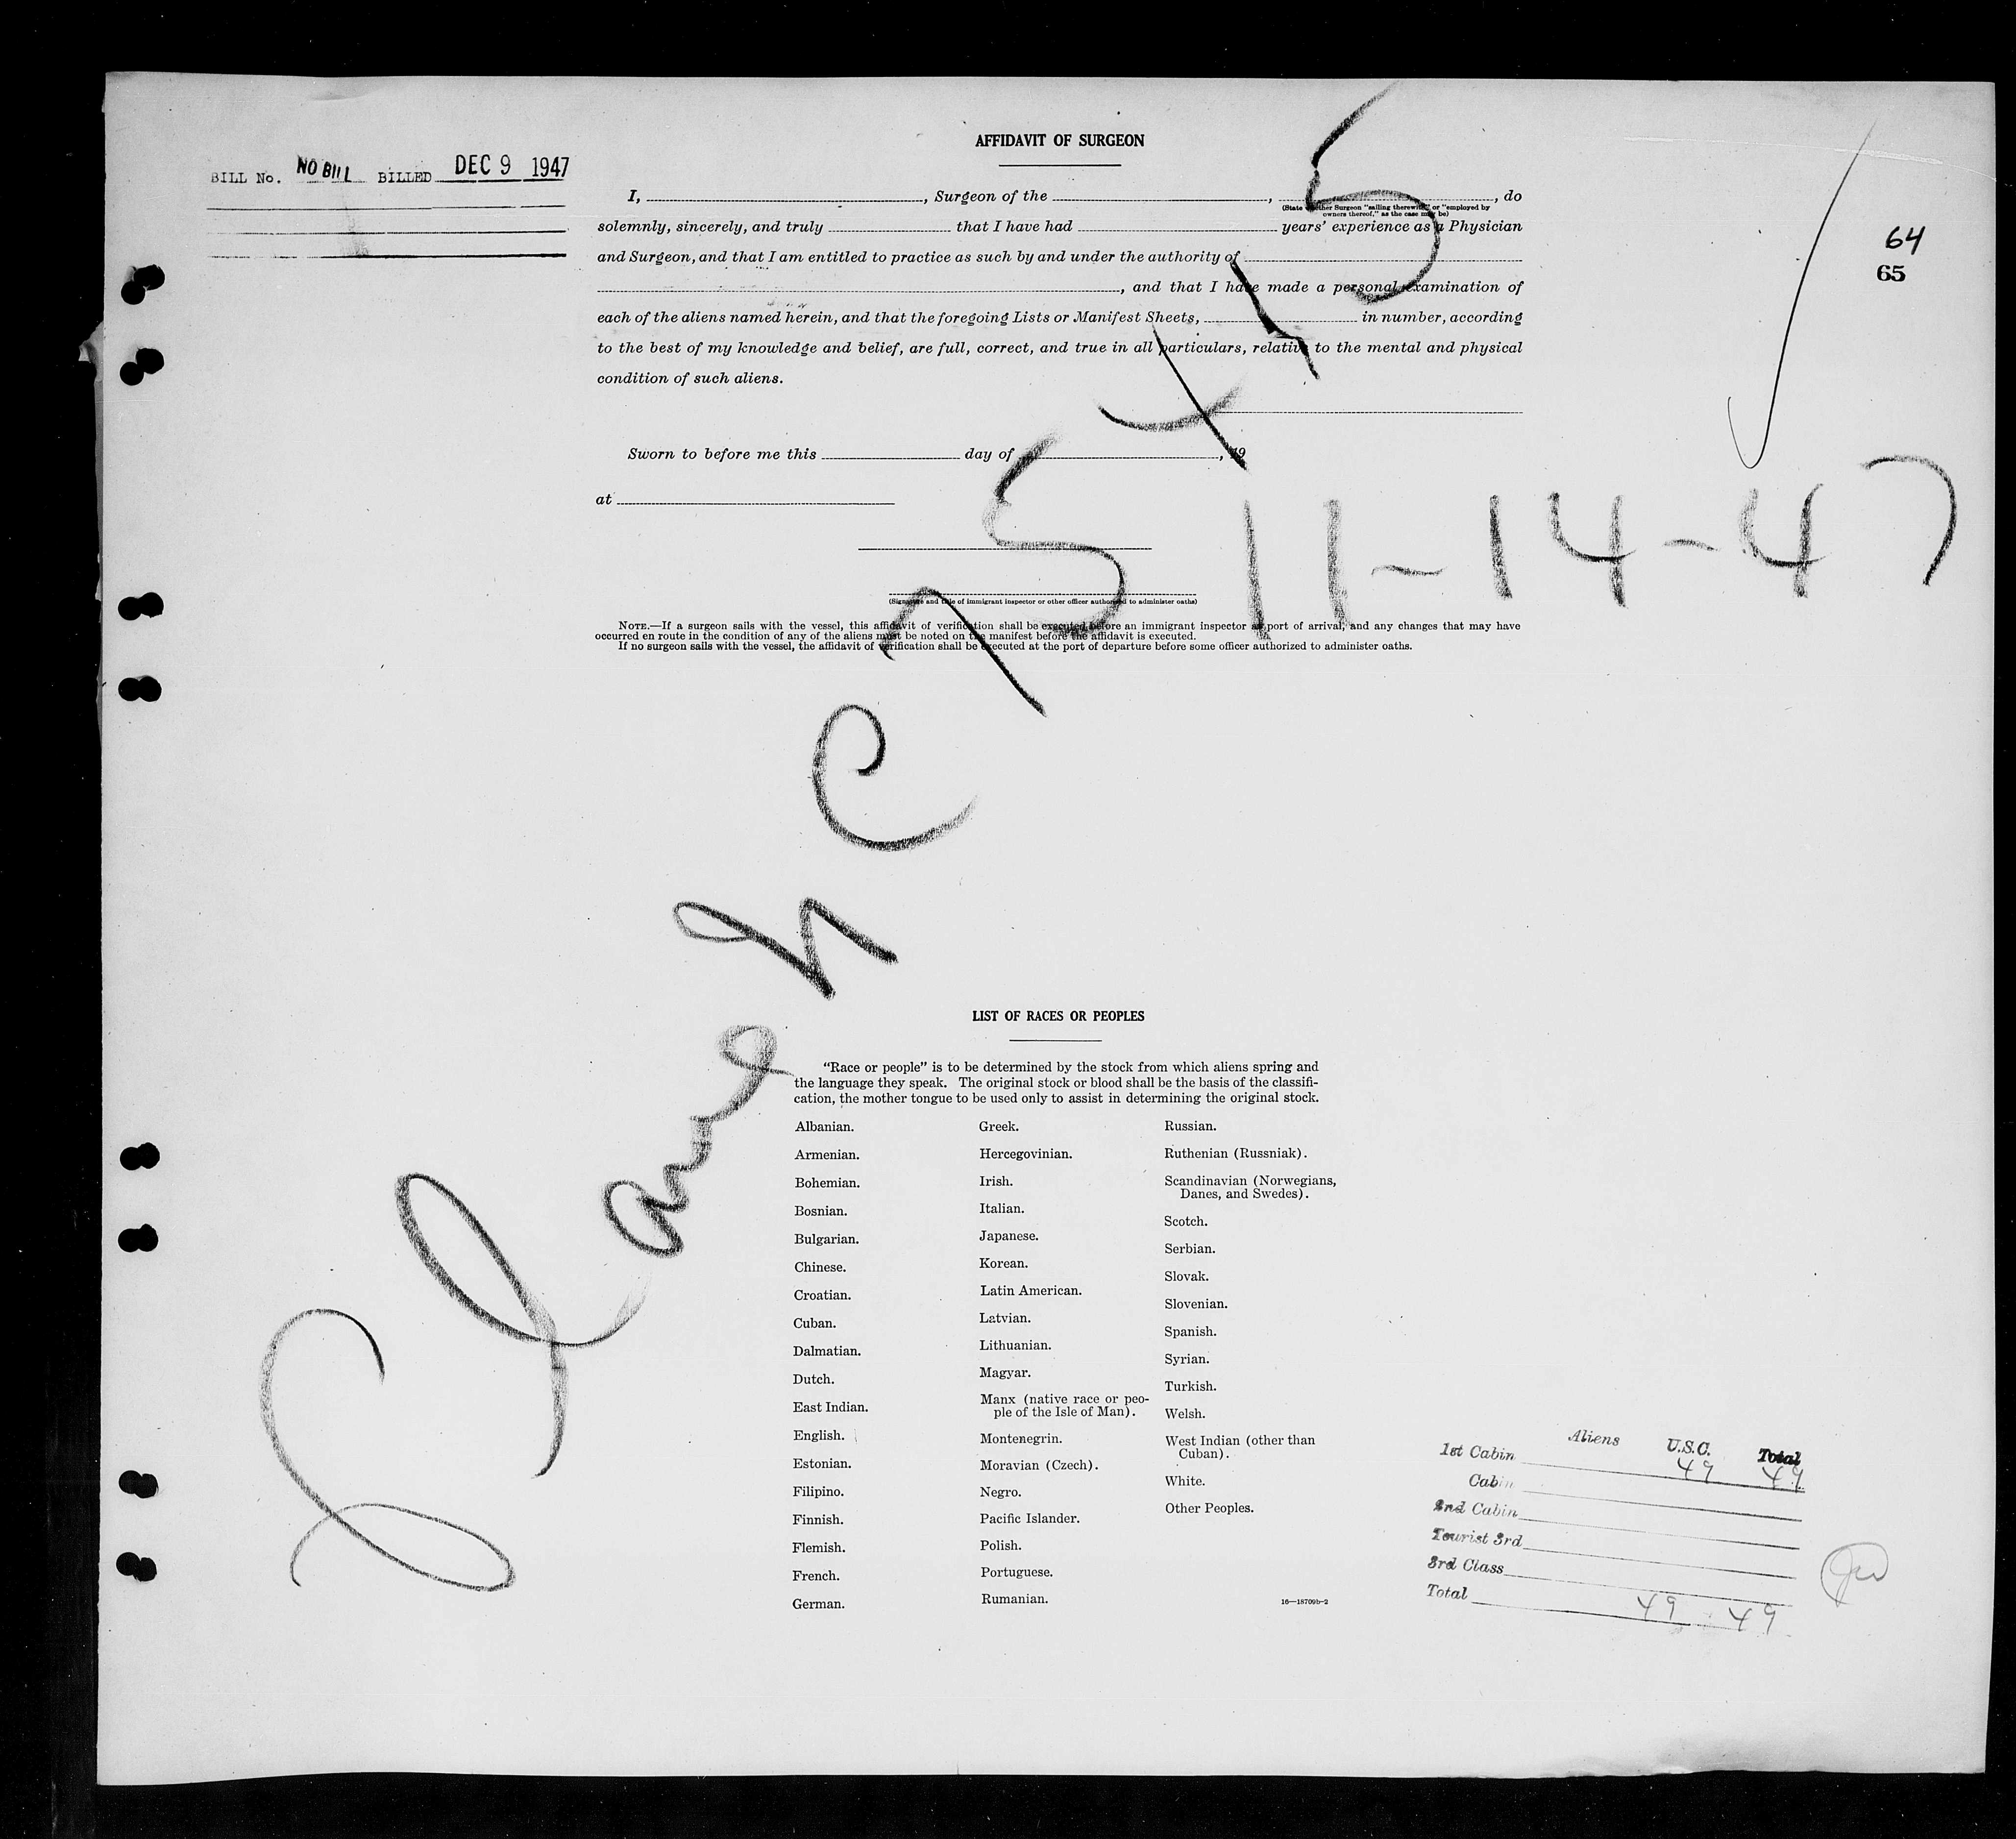 AFFIDAVIT OF SURGEON
BILL No. NO BILL BILLED DEC 9 1947
I, , Surgeon of the , , do
(State whether Surgeon "sailing therewith" or "employed by
owners thereof," as the case may be)
solemnly, sincerely, and truly that I have had years' experience as a Physician
and Surgeon, and that I am entitled to practice as such by and under the authority of
, and that I have made a personal examination of
each of the aliens named herein, and that the foregoing Lists or Manifest Sheets, in number, according
to the best of my knowledge and belief, are full, correct, and true in all particulars, relative to the mental and physical
condition of such aliens.
Sworn to before me this day of , 19
at
(Signature and title of immigrant inspector or other officer authorized to administer oaths)
NOTE.—If a surgeon sails with the vessel, this affidavit of verification shall be executed before an immigrant inspector at port of arrival, and any changes that may have
occurred en route in the condition of any of the aliens must be noted on the manifest before the affidavit is executed.
If no surgeon sails with the vessel, the affidavit of verification shall be executed at the port of departure before some officer authorized to administer oaths.
64
65
Plane NC
11-14-47
LIST OF RACES OR PEOPLES
"Race or people" is to be determined by the stock from which aliens spring and
the language they speak. The original stock or blood shall be the basis of the classifi-
cation, the mother tongue to be used only to assist in determining the original stock.
Albanian.
Armenian.
Bohemian.
Bosnian.
Bulgarian.
Chinese.
Croatian.
Cuban.
Dalmatian.
Dutch.
East Indian.
English.
Estonian.
Filipino.
Finnish.
Flemish.
French.
German.
Greek.
Hercegovinian.
Irish.
Italian.
Japanese.
Korean.
Latin American.
Latvian.
Lithuanian.
Magyar.
Manx (native race or peo-
ple of the Isle of Man).
Montenegrin.
Moravian (Czech).
Negro.
Pacific Islander.
Polish.
Portuguese.
Rumanian.
Russian.
Ruthenian (Russniak).
Scandinavian (Norwegians,
Danes, and Swedes).
Scotch.
Serbian.
Slovak.
Slovenian.
Spanish.
Syrian.
Turkish.
Welsh.
West Indian (other than
Cuban).
White.
Other Peoples.
16—18709b-2
Aliens U.S.C. Total
1st Cabin 49 49
Cabin
2nd Cabin
Tourist 3rd
3rd Class
Total 49 49